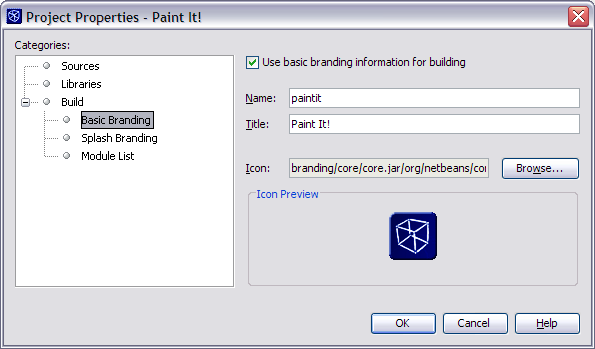 Project Properties - Paint It!
Categories:
Sources
Libraries
Build
Basic Branding
Splash Branding
Module List
Use basic branding information for building
Name: paintit
Title: Paint It!
Icon: branding/core/core.jar/org/netbeans/co Browse...
Icon Preview
OK Cancel Help